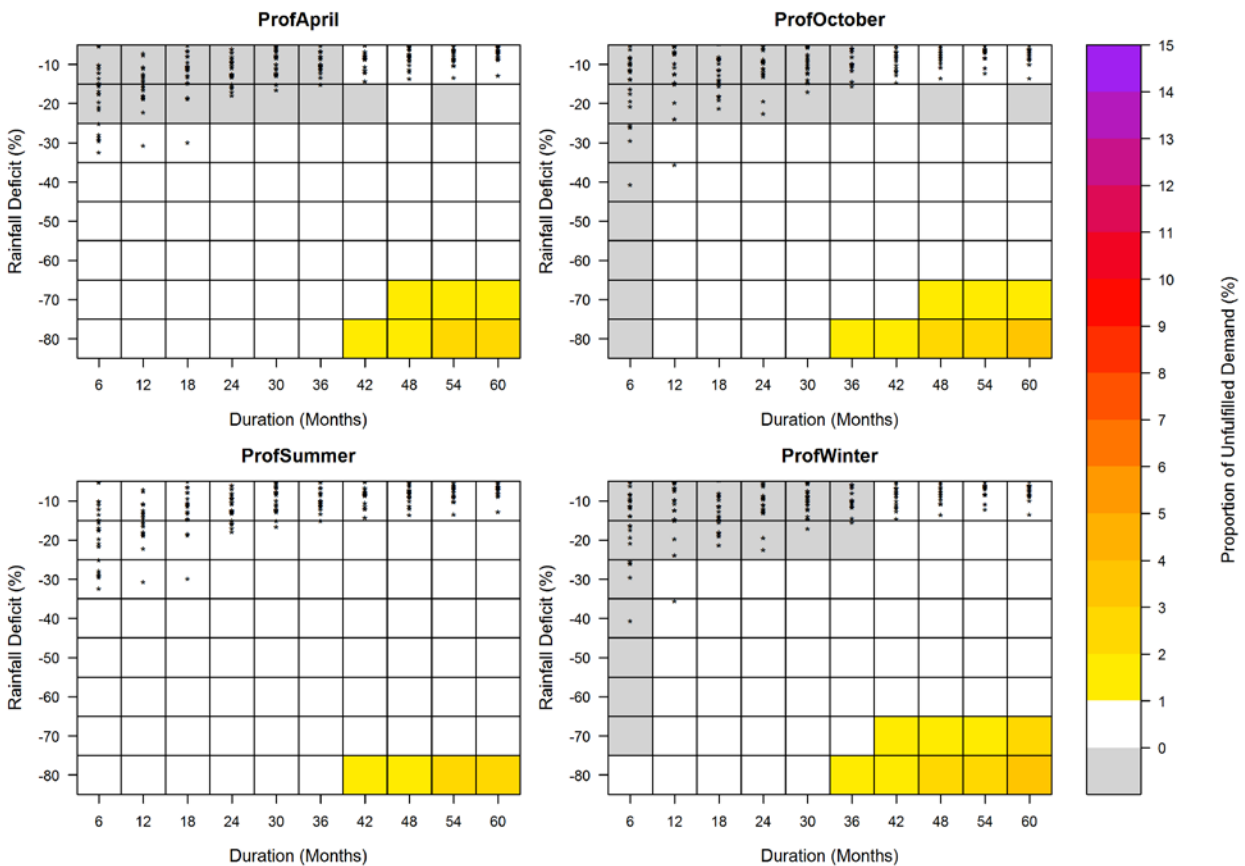 ProfApril
Rainfall Deficit (%)
-10
-20
-30
-40
-50
-60
-70
-80
6 12 18 24 30 36 42 48 54 60
Duration (Months)
ProfOctober
Rainfall Deficit (%)
-10
-20
-30
-40
-50
-60
-70
-80
6 12 18 24 30 36 42 48 54 60
Duration (Months)
ProfSummer
Rainfall Deficit (%)
-10
-20
-30
-40
-50
-60
-70
-80
6 12 18 24 30 36 42 48 54 60
Duration (Months)
ProfWinter
Rainfall Deficit (%)
-10
-20
-30
-40
-50
-60
-70
-80
6 12 18 24 30 36 42 48 54 60
Duration (Months)
15
14
13
12
11
10
9
8
7
6
5
4
3
2
1
0
Proportion of Unfulfilled Demand (%)